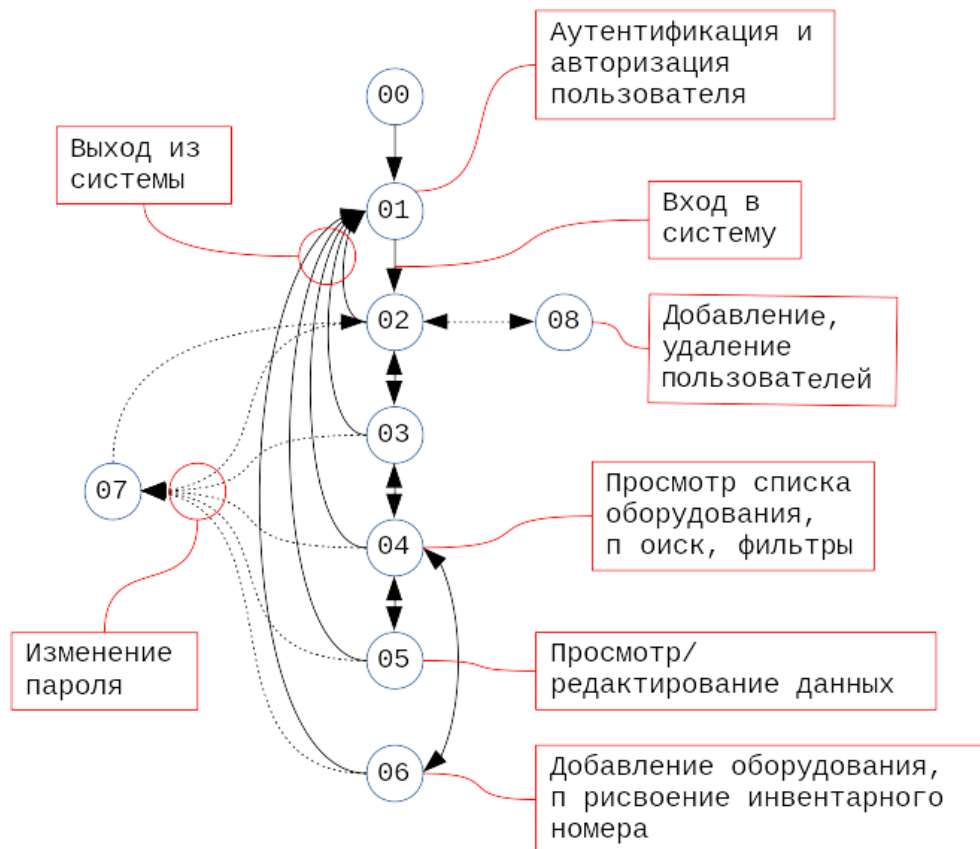 Аутентификация и
авторизация
пользователя
00
Выход из
системы
01
Вход в
систему
02
08
Добавление,
удаление
пользователей
03
07
Просмотр списка
оборудования,
п оиск, фильтры
04
Изменение
пароля
05
Просмотр/
редактирование данных
06
Добавление оборудования,
п рисвоение инвентарного
номера